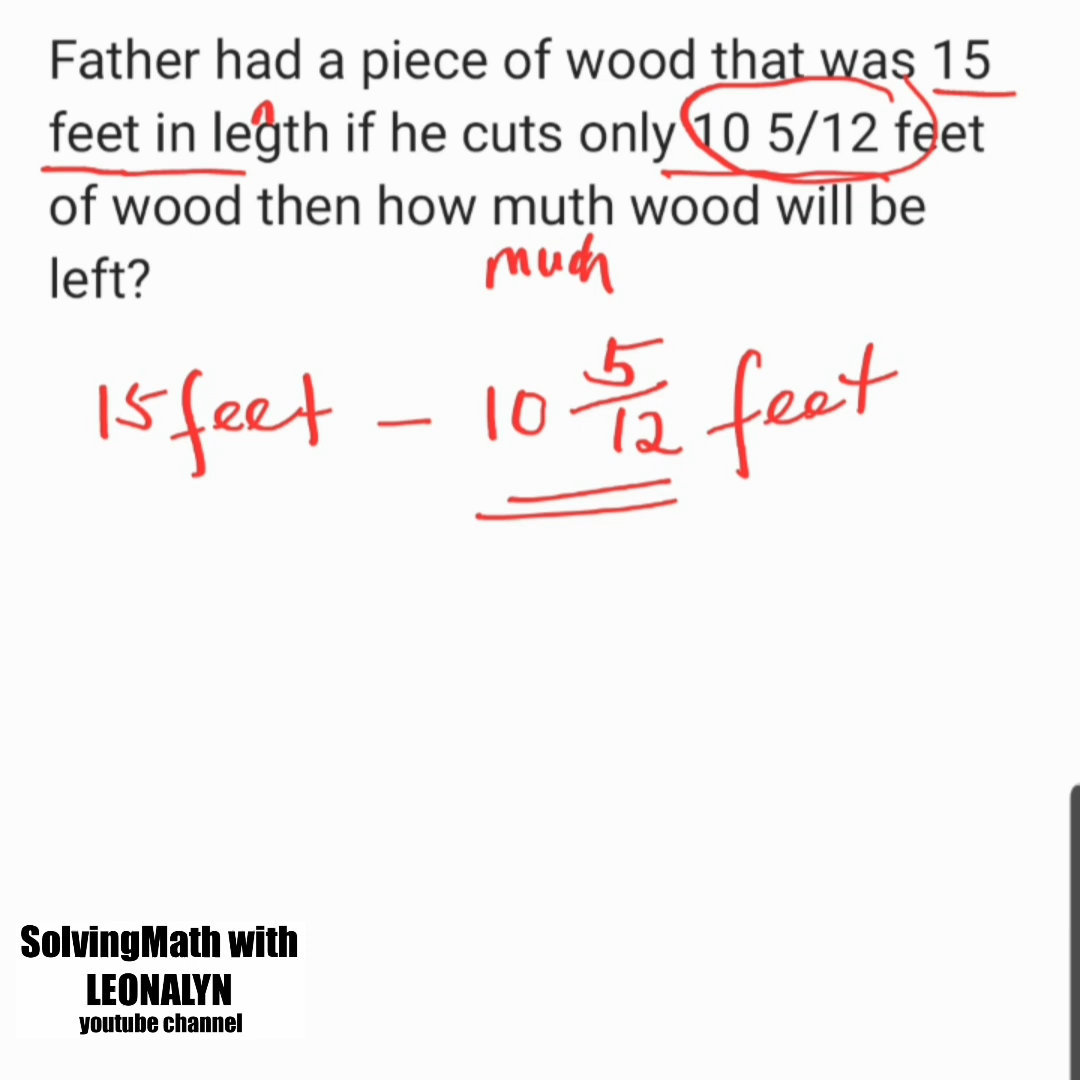 Father had a piece of wood that was 15
feet in legth if he cuts only 10 5/12 feet
n
of wood then how muth wood will be
much
left?
15 feet - 10 5/12 feet
SolvingMath with
LEONALYN
youtube channel